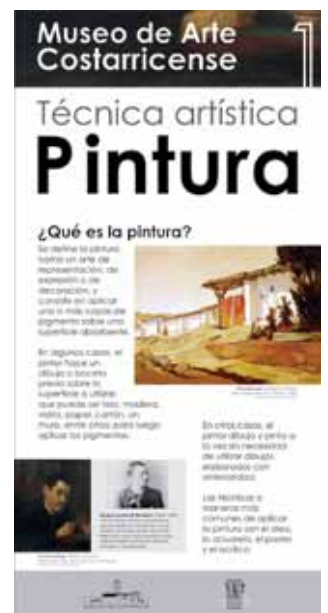 Museo de Arte
Costarricense
1
Técnica artística
Pintura
¿Qué es la pintura?
Se define la pintura
como un arte de
representación, de
expresión o de
decoración, y
consiste en aplicar
una o más capas de
pigmento sobre una
superficie absorbente.
En algunos casos, el
pintor hace un
dibujo o boceto
previo sobre la
superficie a utilizar
que puede ser tela, madera,
vidrio, papel, cartón, un
muro, entre otros para luego
aplicar los pigmentos.
En otros casos, el
pintor dibuja y pinta a
la vez sin necesidad
de utilizar dibujos
elaborados con
anterioridad.
Las técnicas o
maneras más
comunes de aplicar
la pintura son el óleo,
la acuarela, el pastel
y el acrílico.